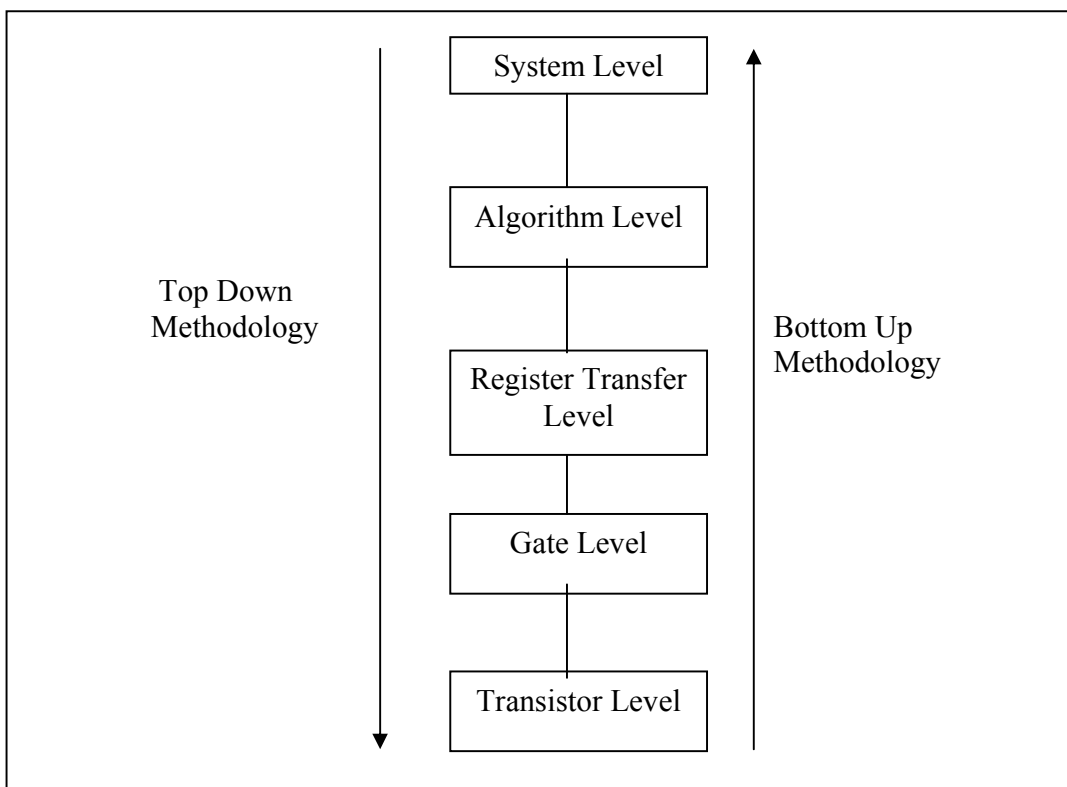 System Level
Algorithm Level
Top Down
Methodology
Bottom Up
Methodology
Register Transfer
Level
Gate Level
Transistor Level